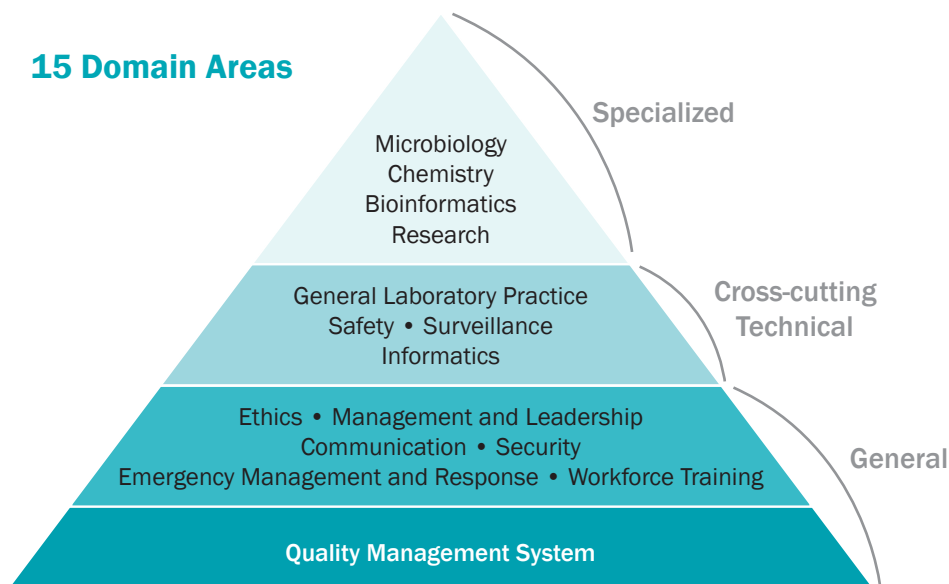 15 Domain Areas
Specialized
Microbiology
Chemistry
Bioinformatics
Research
Cross-cutting
Technical
General Laboratory Practice
Safety • Surveillance
Informatics
General
Ethics • Management and Leadership
Communication • Security
Emergency Management and Response • Workforce Training
Quality Management System